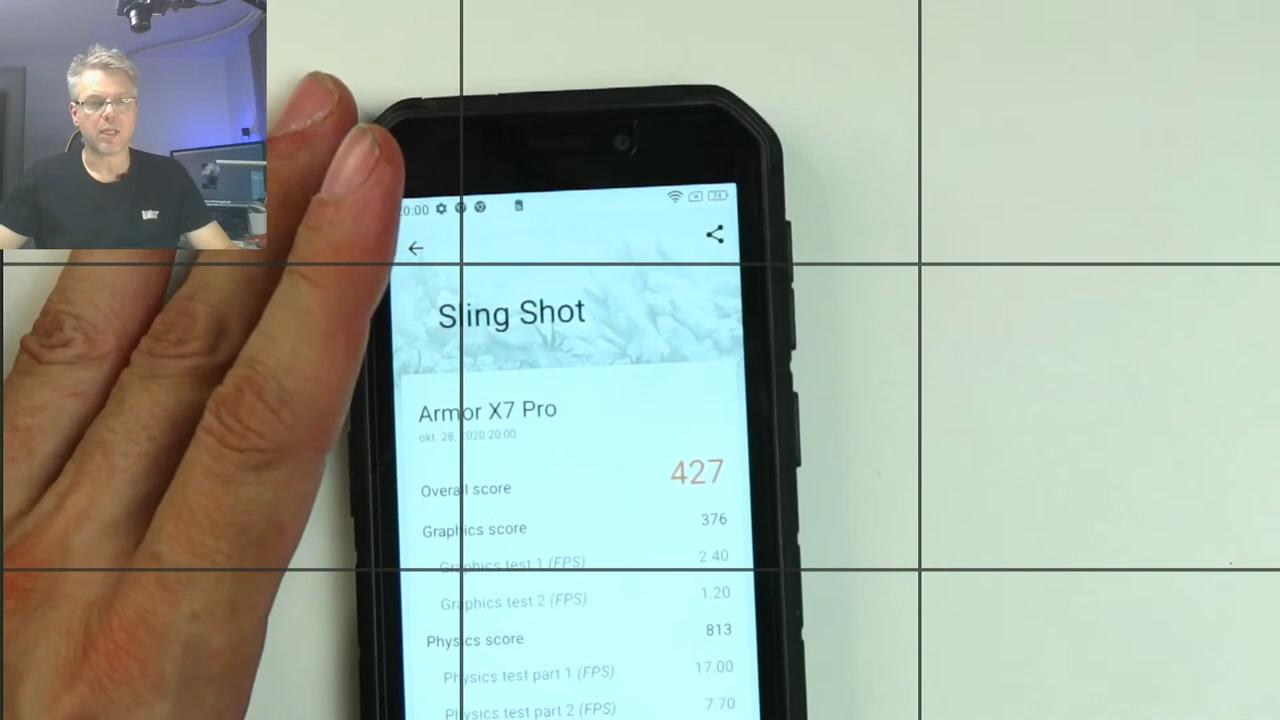 20:00
74
Sling Shot
Armor X7 Pro
okt. 28, 2020 20:00
Overall score 427
Graphics score 376
Graphics test 1 (FPS) 2.40
Graphics test 2 (FPS) 1.20
Physics score 813
Physics test part 1 (FPS) 17.00
Physics test part 2 (FPS) 7.70